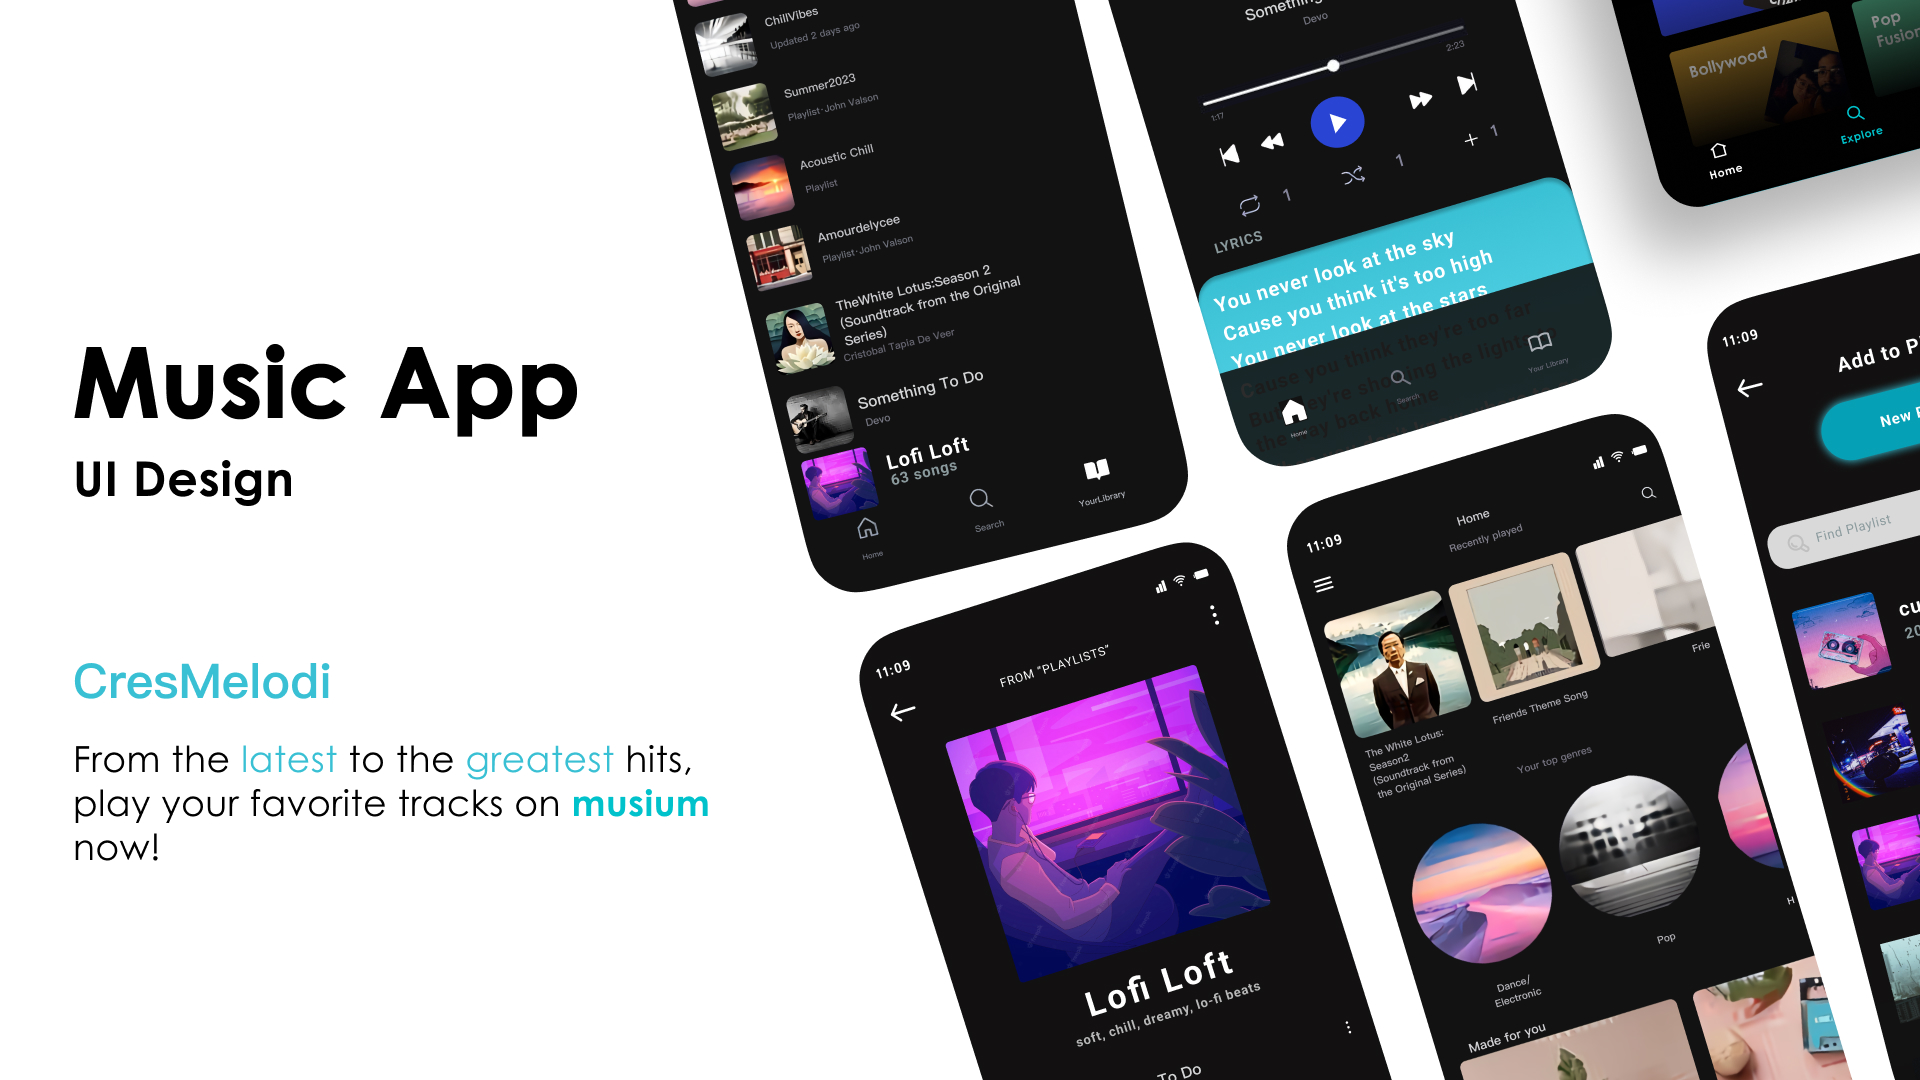 Music App
UI Design
CresMelodi
From the latest to the greatest hits,
play your favorite tracks on musium
now!
ChillVibes
Updated 2 days ago
Summer2023
Playlist·John Valson
Acoustic Chill
Playlist
Amourdelycee
Playlist·John Valson
TheWhite Lotus:Season 2
(Soundtrack from the Original
Series)
Cristobal Tapia De Veer
Something To Do
Devo
Lofi Loft
63 songs
Home
Search
YourLibrary
Something
Devo
1:17
2:23
1
1
1
LYRICS
You never look at the sky
Cause you think it's too high
You never look at the stars
Cause you think they're too far
the way back home
Home
Search
Your Library
Bollywood
Pop
Fusion
Home
Explore
11:09
FROM "PLAYLISTS"
Lofi Loft
soft, chill, dreamy, lo-fi beats
To Do
11:09
Home
Recently played
The White Lotus:
Season2
(Soundtrack from
the Original Series)
Friends Theme Song
Frie
Your top genres
Dance/
Electronic
Pop
H
Made for you
11:09
Add to P
New
Find Playlist
cu
20